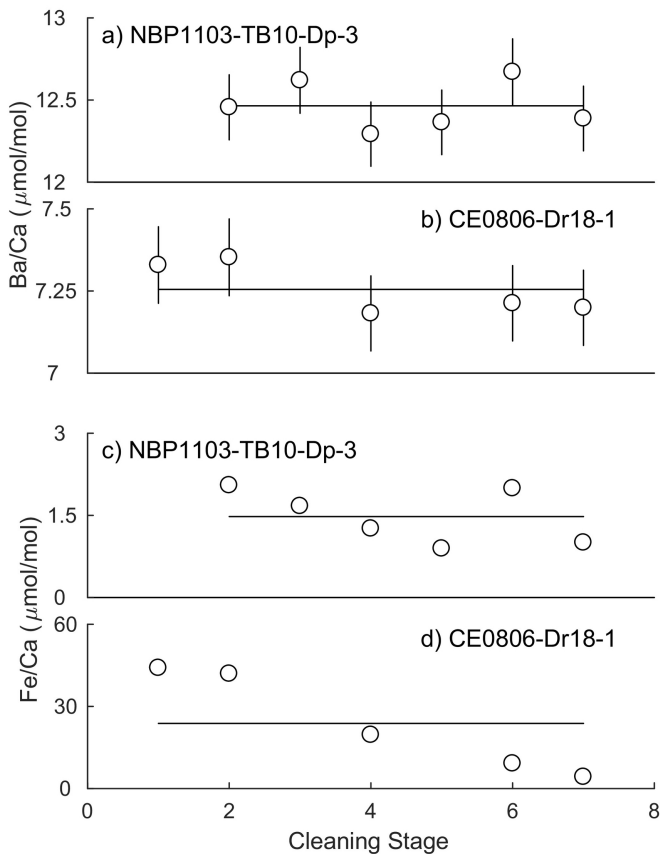 13
a) NBP1103-TB10-Dp-3
12.5
12
Ba/Ca ( μmol/mol)
7.5
b) CE0806-Dr18-1
7.25
7
3
c) NBP1103-TB10-Dp-3
1.5
0
Fe/Ca ( μmol/mol)
60
d) CE0806-Dr18-1
30
0
0 2 4 6 8
Cleaning Stage